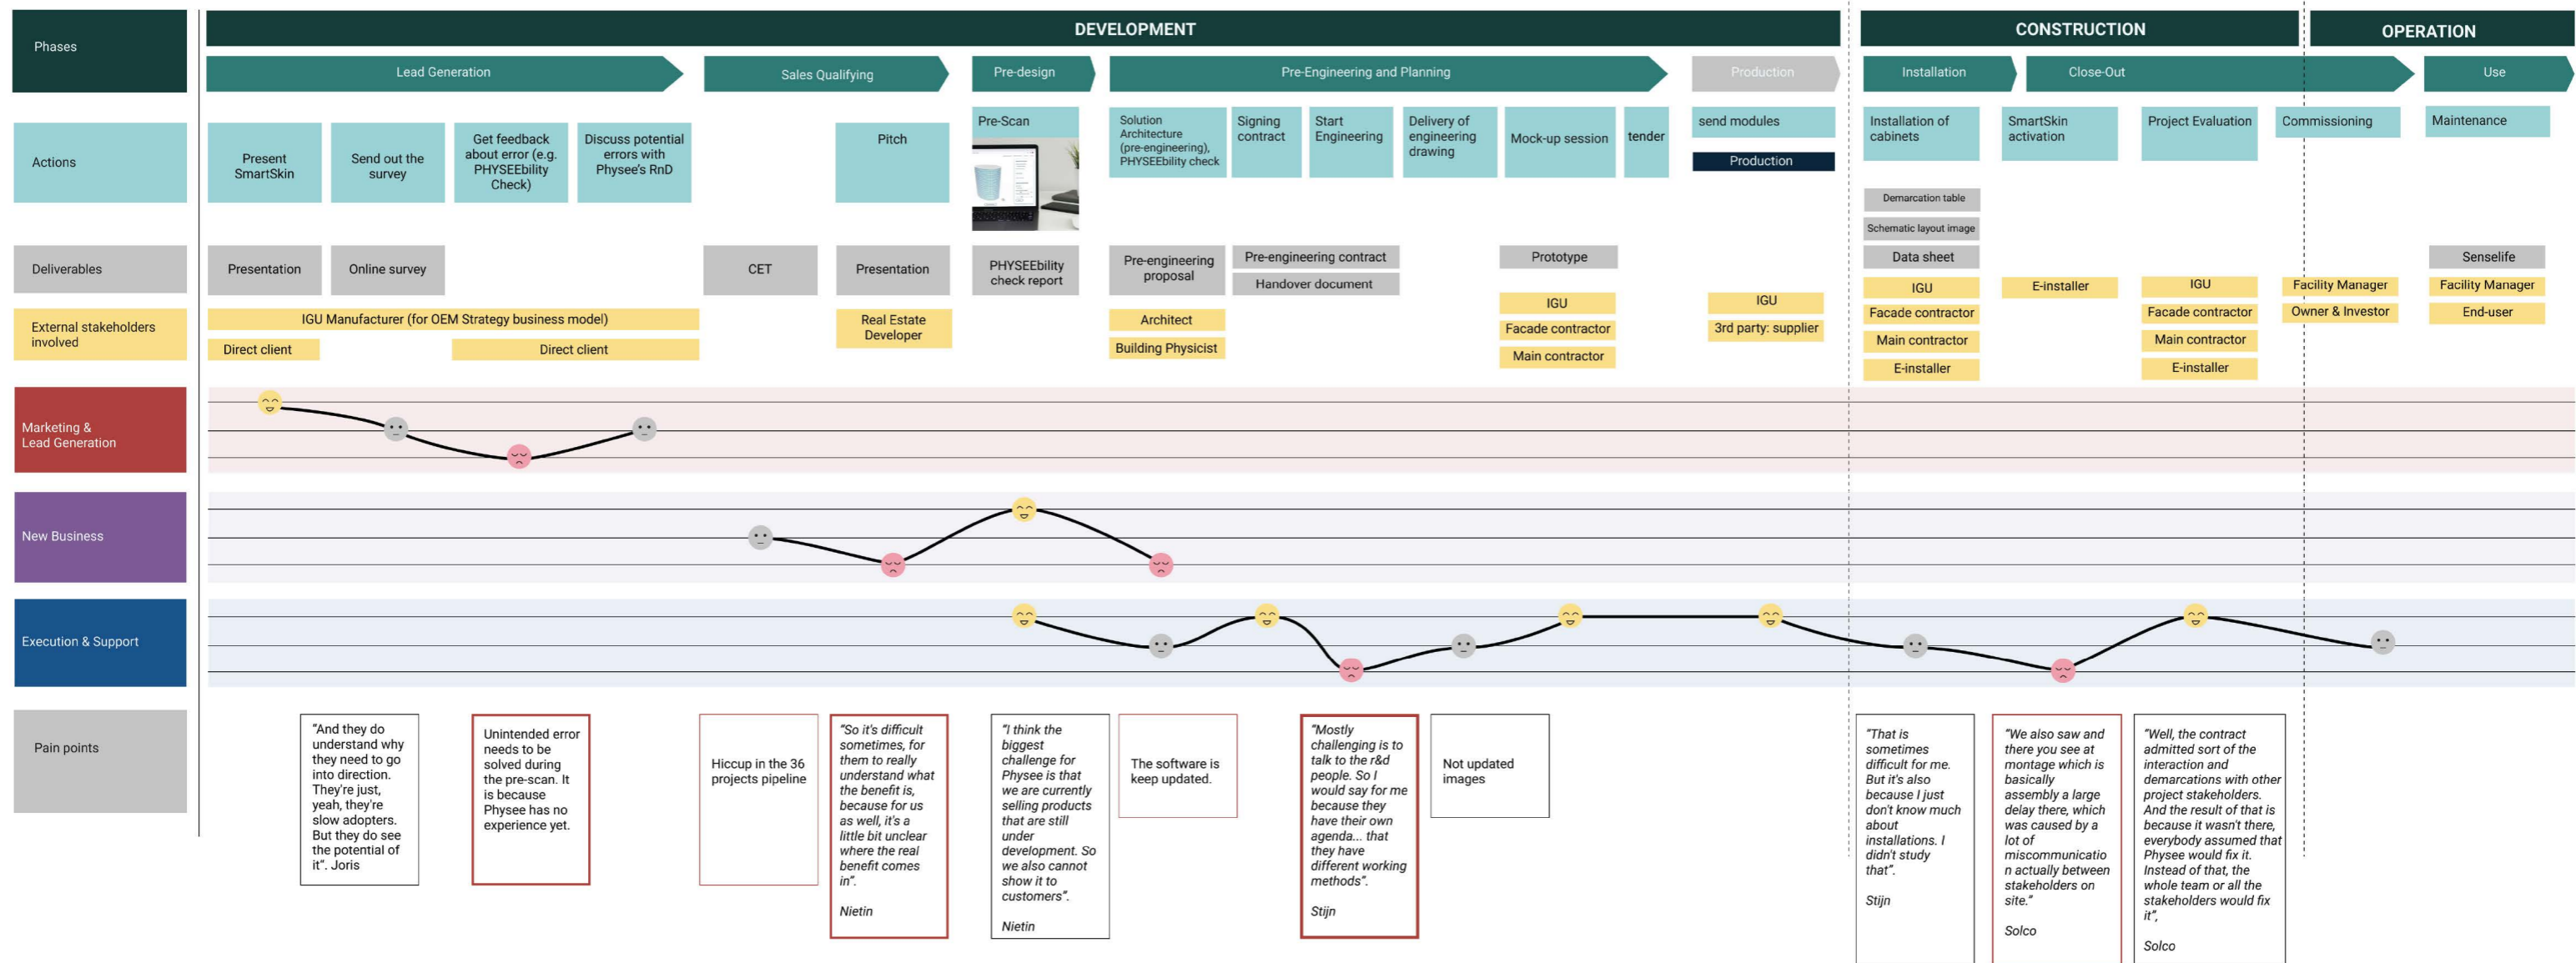 Phases
DEVELOPMENT
CONSTRUCTION
OPERATION
Lead Generation
Sales Qualifying
Pre-design
Pre-Engineering and Planning
Production
Installation
Close-Out
Use
Actions
Present
SmartSkin
Send out the
survey
Get feedback
about error (e.g.
PHYSEEbility
Check)
Discuss potential
errors with
Physee's RnD
Pitch
Pre-Scan
Solution
Architecture
(pre-engineering),
PHYSEEbility check
Signing
contract
Start
Engineering
Delivery of
engineering
drawing
Mock-up session
tender
send modules
Production
Installation of
cabinets
SmartSkin
activation
Project Evaluation
Commissioning
Maintenance
Deliverables
Presentation
Online survey
CET
Presentation
PHYSEEbility
check report
Pre-engineering
proposal
Pre-engineering contract
Handover document
Prototype
Demarcation table
Schematic layout image
Data sheet
Senselife
External stakeholders
involved
IGU Manufacturer (for OEM Strategy business model)
Direct client
Direct client
Real Estate
Developer
Architect
Building Physicist
IGU
Facade contractor
Main contractor
IGU
3rd party: supplier
IGU
Facade contractor
Main contractor
E-installer
E-installer
IGU
Facade contractor
Main contractor
E-installer
Facility Manager
Owner & Investor
Facility Manager
End-user
Marketing &
Lead Generation
New Business
Execution & Support
Pain points
“And they do
understand why
they need to go
into direction.
They're just,
yeah, they're
slow adopters.
But they do see
the potential of
it”. Joris
Unintended error
needs to be
solved during
the pre-scan. It
is because
Physee has no
experience yet.
Hiccup in the 36
projects pipeline
“So it's difficult
sometimes, for
them to really
understand what
the benefit is,
because for us
as well, it's a
little bit unclear
where the real
benefit comes
in”.
Nietin
“I think the
biggest
challenge for
Physee is that
we are currently
selling products
that are still
under
development. So
we also cannot
show it to
customers”.
Nietin
The software is
keep updated.
“Mostly
challenging is to
talk to the r&d
people. So I
would say for me
because they
have their own
agenda... that
they have
different working
methods”.
Stijn
Not updated
images
“That is
sometimes
difficult for me.
But it's also
because I just
don't know much
about
installations. I
didn't study
that”.
Stijn
“We also saw and
there you see at
montage which is
basically
assembly a large
delay there, which
was caused by a
lot of
miscommunicatio
n actually between
stakeholders on
site.”
Solco
“Well, the contract
admitted sort of the
interaction and
demarcations with other
project stakeholders.
And the result of that is
because it wasn't there,
everybody assumed that
Physee would fix it.
Instead of that, the
whole team or all the
stakeholders would fix
it”,
Solco